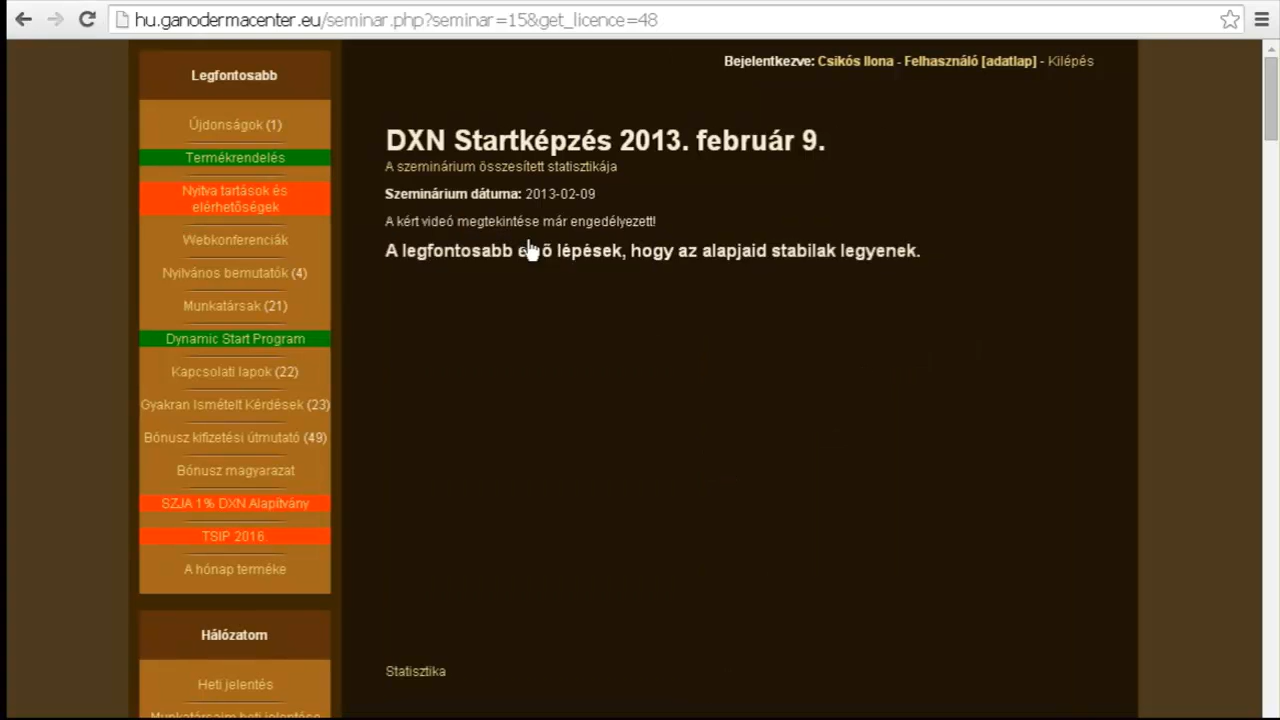 hu.ganodermacenter.eu/seminar.php?seminar=15&get_licence=48
Bejelentkezve: Csikós Ilona - Felhasználó [adatlap] - Kilépés
Legfontosabb
Újdonságok (1)
Termékrendelés
Nyitva tartások és
elérhetőségek
Webkonferenciák
Nyilvános bemutatók (4)
Munkatársak (21)
Dynamic Start Program
Kapcsolati lapok (22)
Gyakran Ismételt Kérdések (23)
Bónusz kifizetési útmutató (49)
Bónusz magyarazat
SZJA 1% DXN Alapítvány
TSIP 2016.
A hónap terméke
Hálózatom
Heti jelentés
Munkatársaim heti jelentése
DXN Startképzés 2013. február 9.
A szeminárium összesített statisztikája
Szeminárium dátuma: 2013-02-09
A kért videó megtekintése már engedélyezett!
A legfontosabb első lépések, hogy az alapjaid stabilak legyenek.
Statisztika